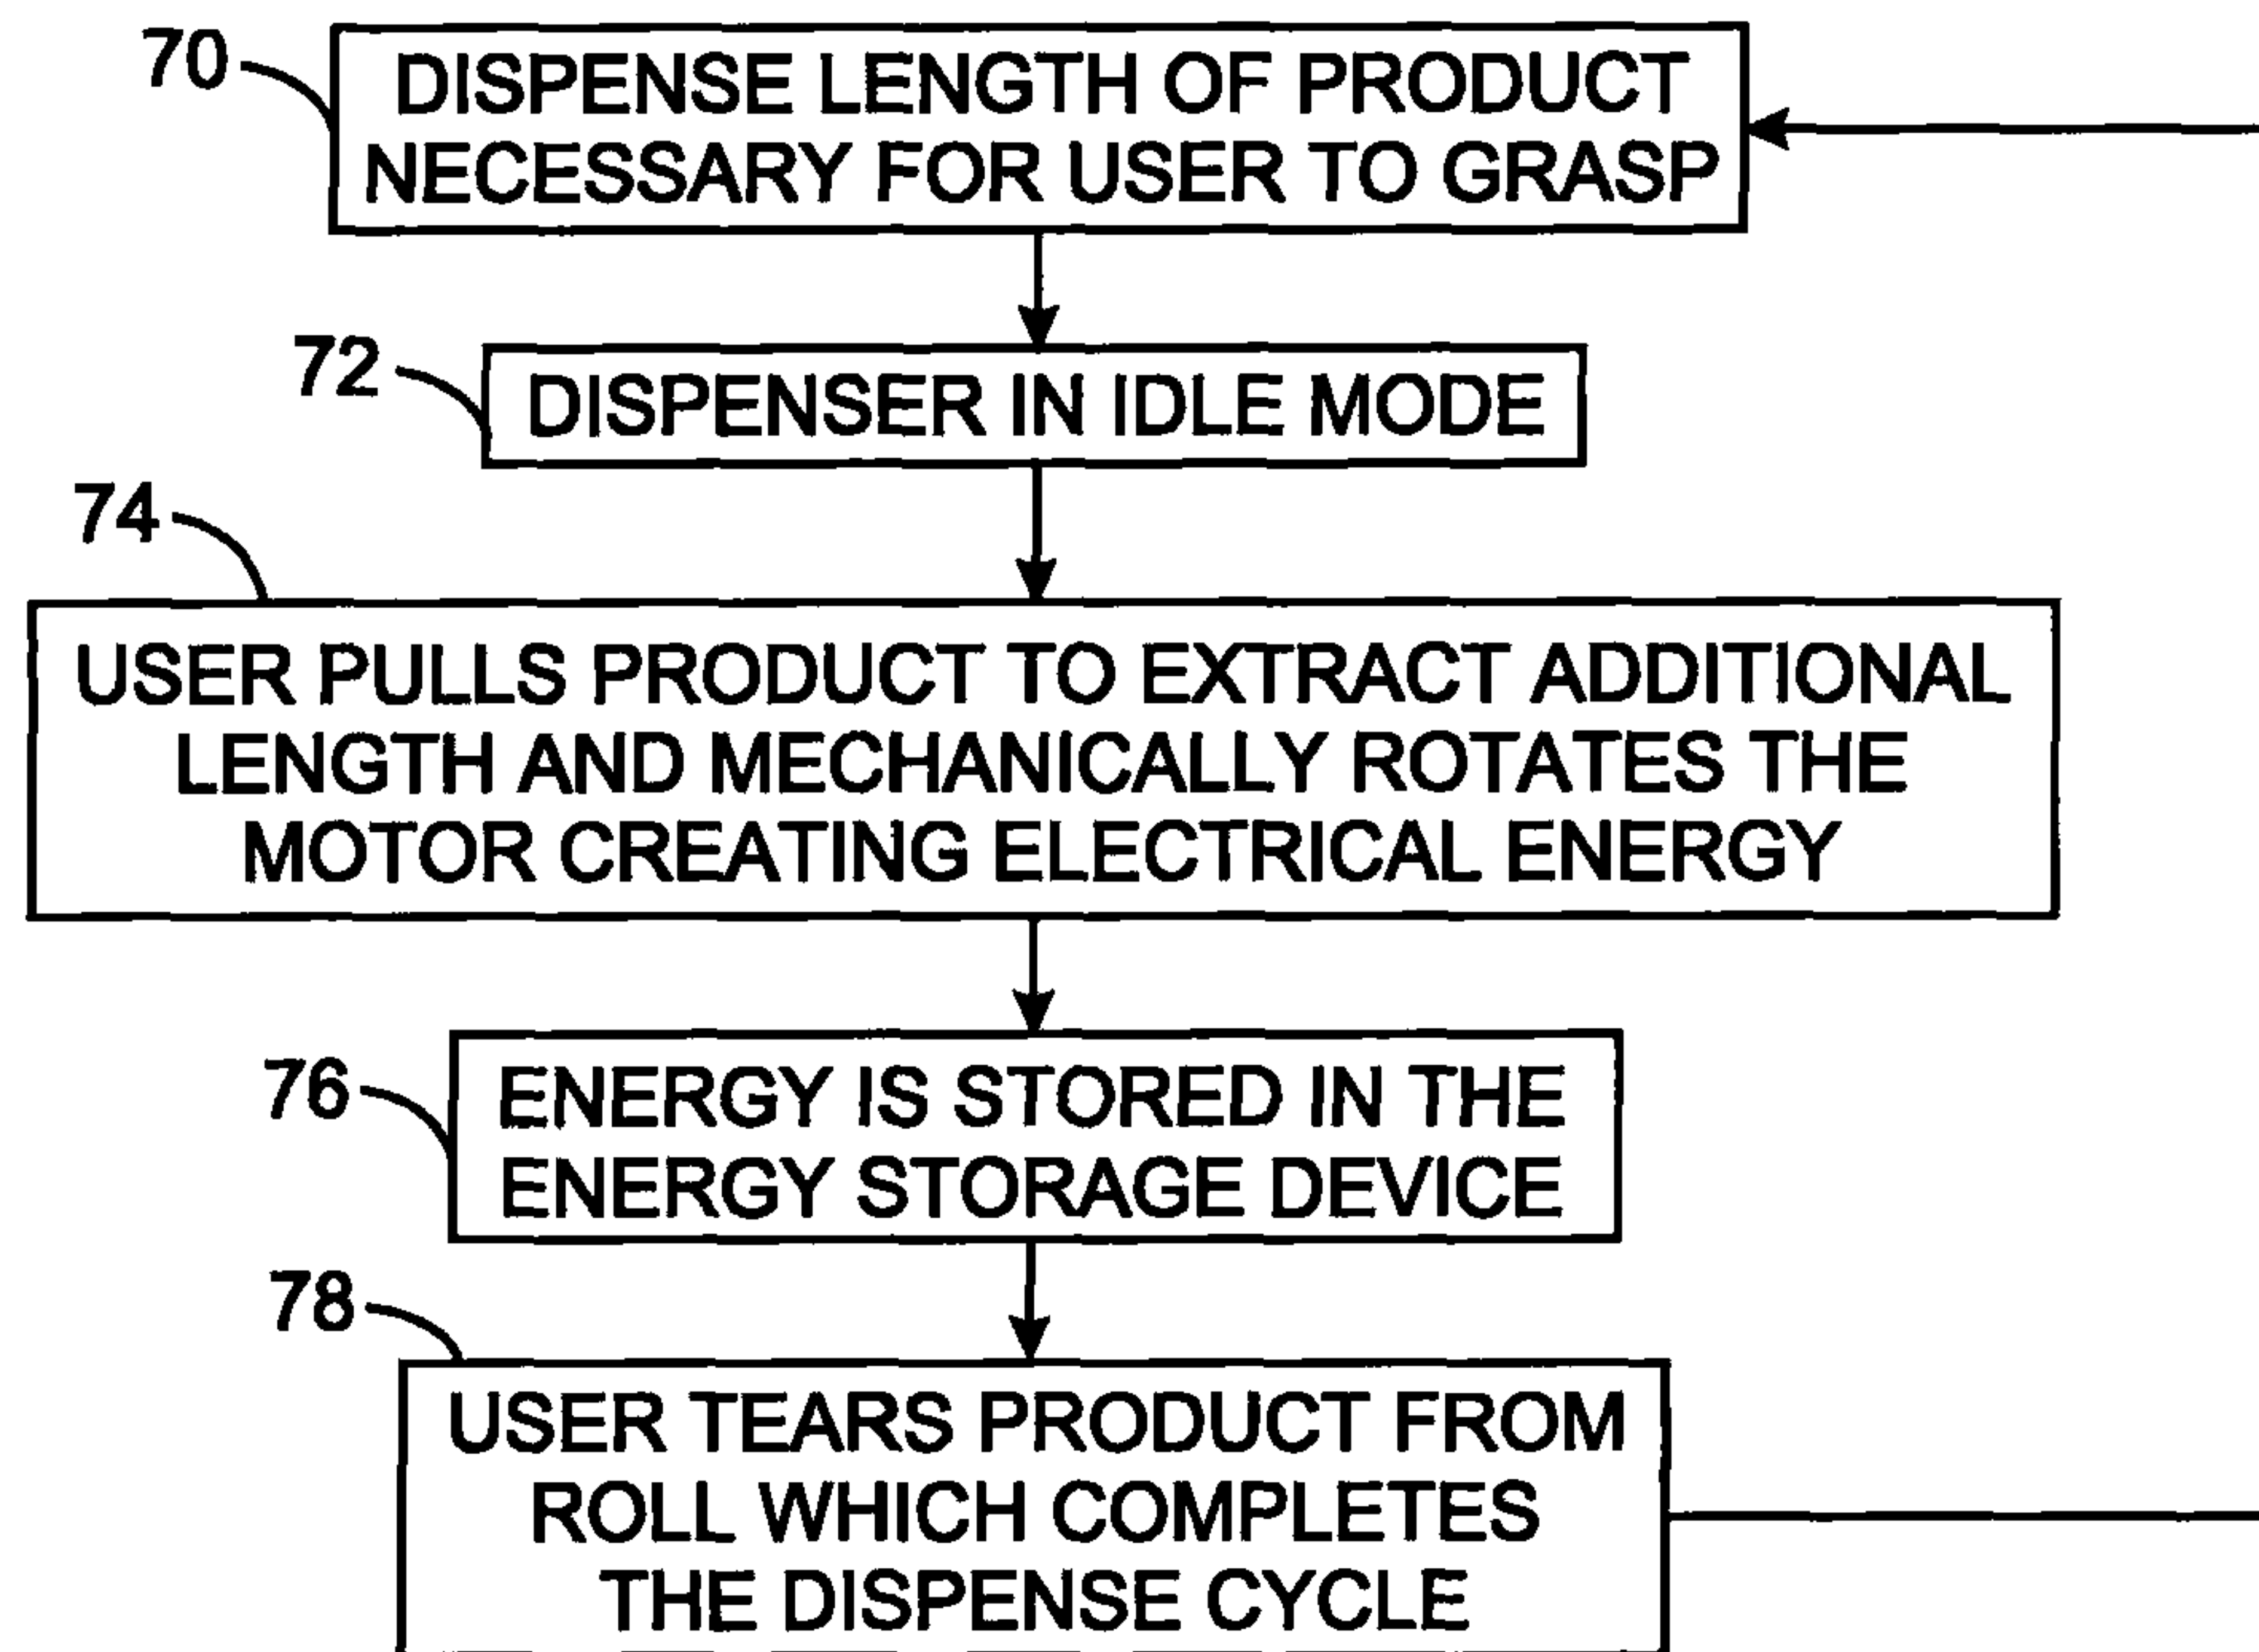 70
DISPENSE LENGTH OF PRODUCT
NECESSARY FOR USER TO GRASP
72
DISPENSER IN IDLE MODE
74
USER PULLS PRODUCT TO EXTRACT ADDITIONAL
LENGTH AND MECHANICALLY ROTATES THE
MOTOR CREATING ELECTRICAL ENERGY
76
ENERGY IS STORED IN THE
ENERGY STORAGE DEVICE
78
USER TEARS PRODUCT FROM
ROLL WHICH COMPLETES
THE DISPENSE CYCLE